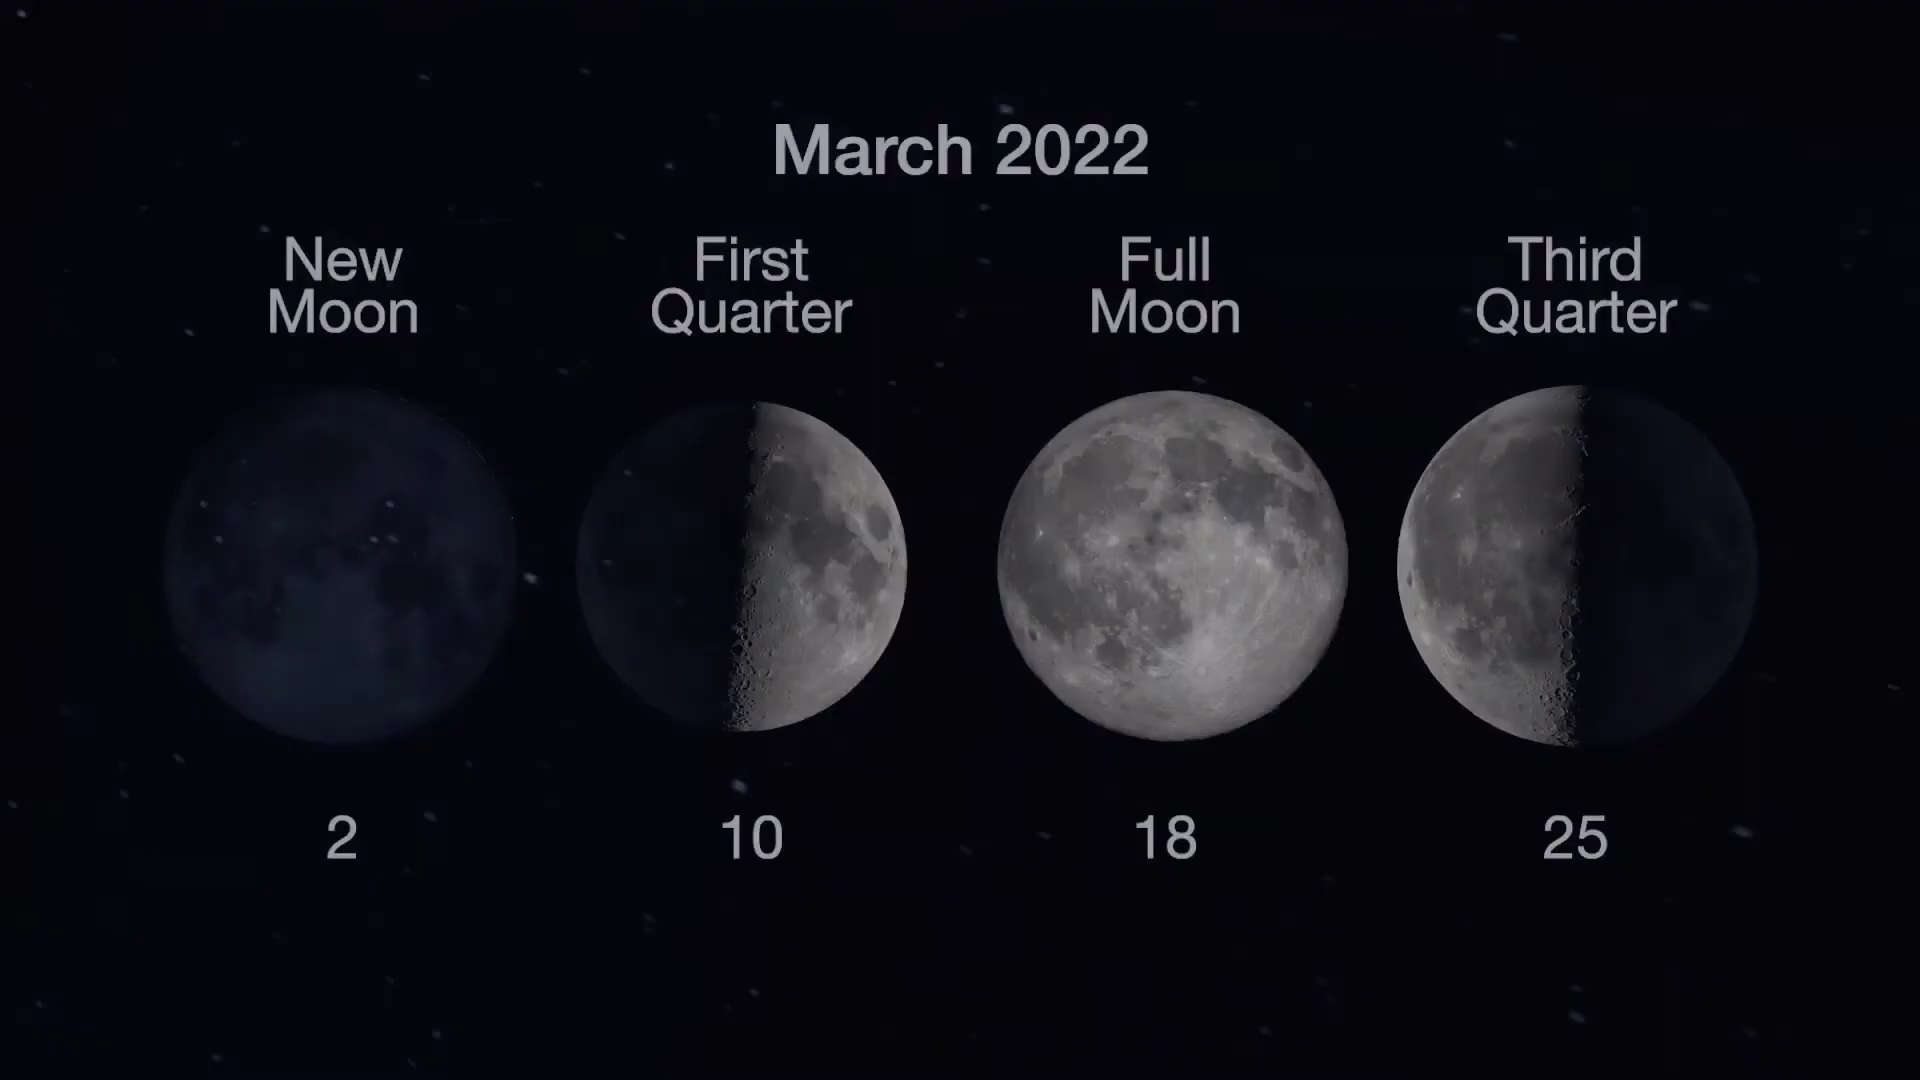 March 2022
New
Moon
First
Quarter
Full
Moon
Third
Quarter
2
10
18
25